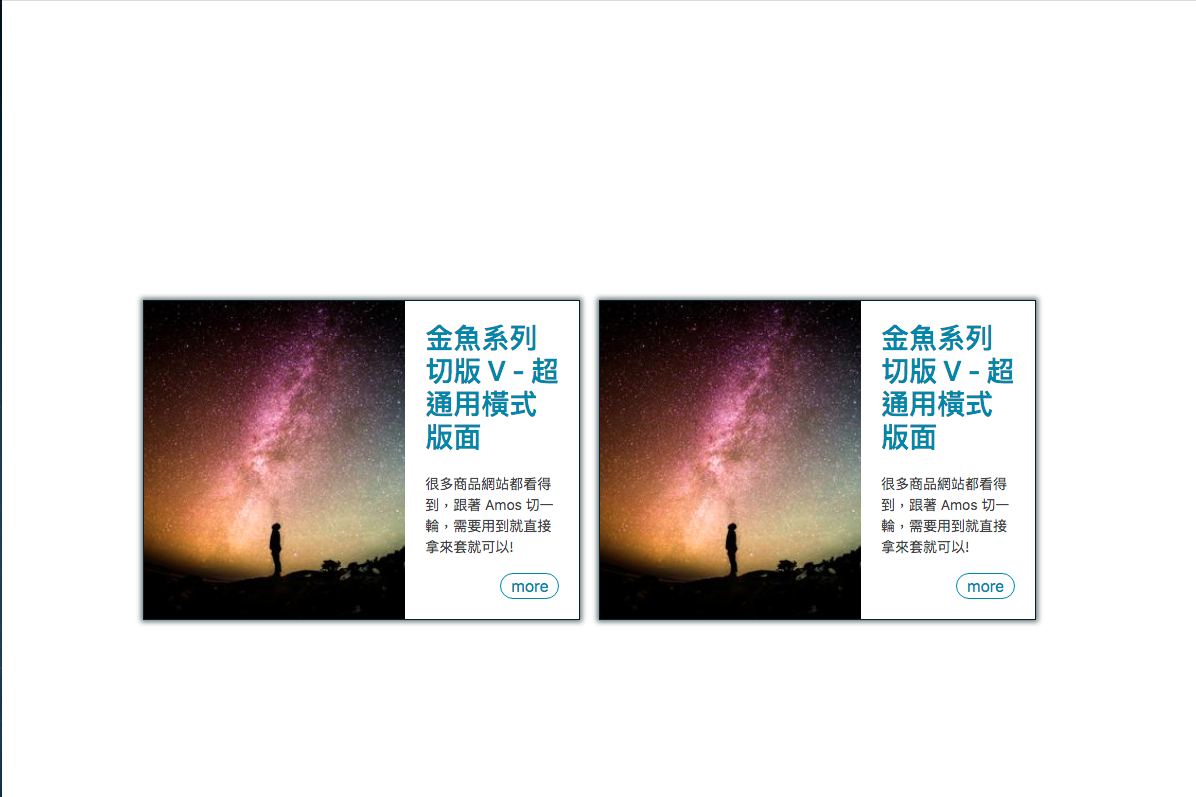 金魚系列
切版 V - 超
通用橫式
版面
很多商品網站都看得
到，跟著 Amos 切一
輪，需要用到就直接
拿來套就可以!
more
金魚系列
切版 V - 超
通用橫式
版面
很多商品網站都看得
到，跟著 Amos 切一
輪，需要用到就直接
拿來套就可以!
more